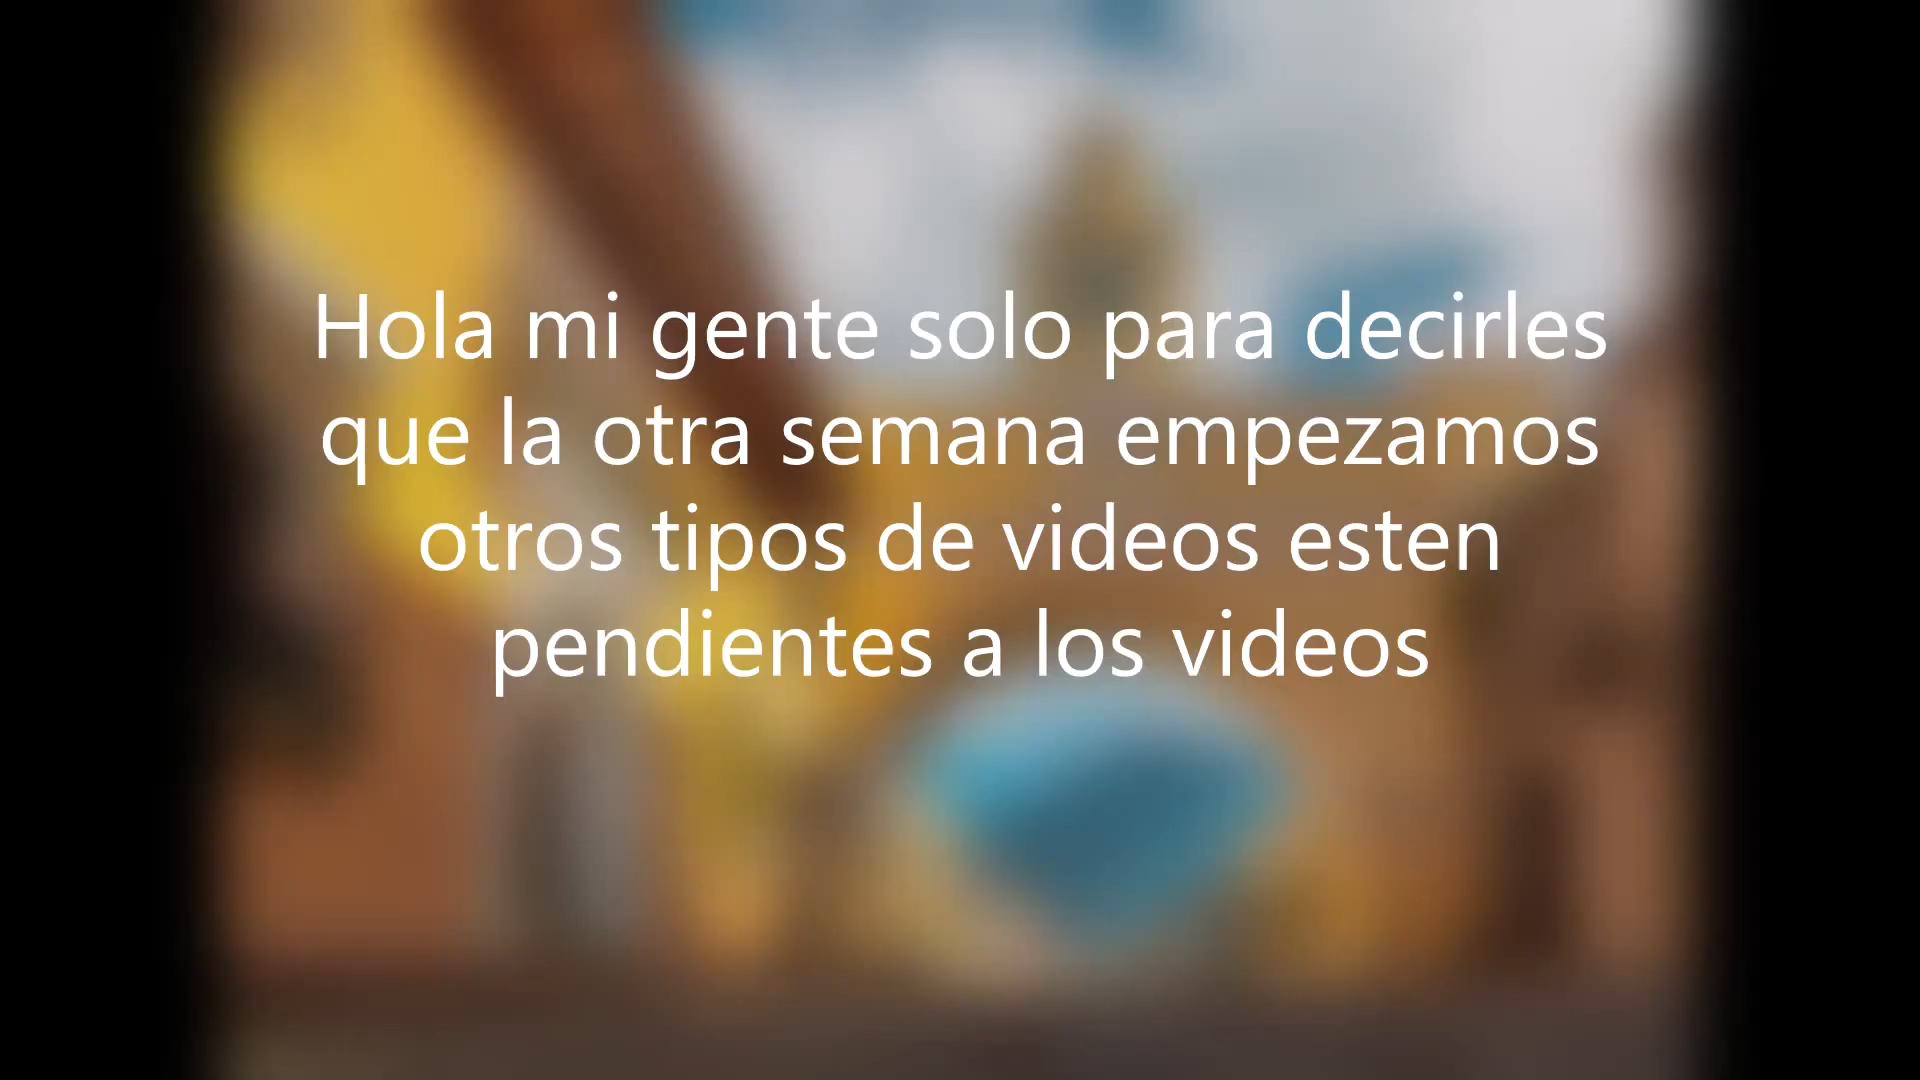 Hola mi gente solo para decirles
que la otra semana empezamos
otros tipos de videos esten
pendientes a los videos